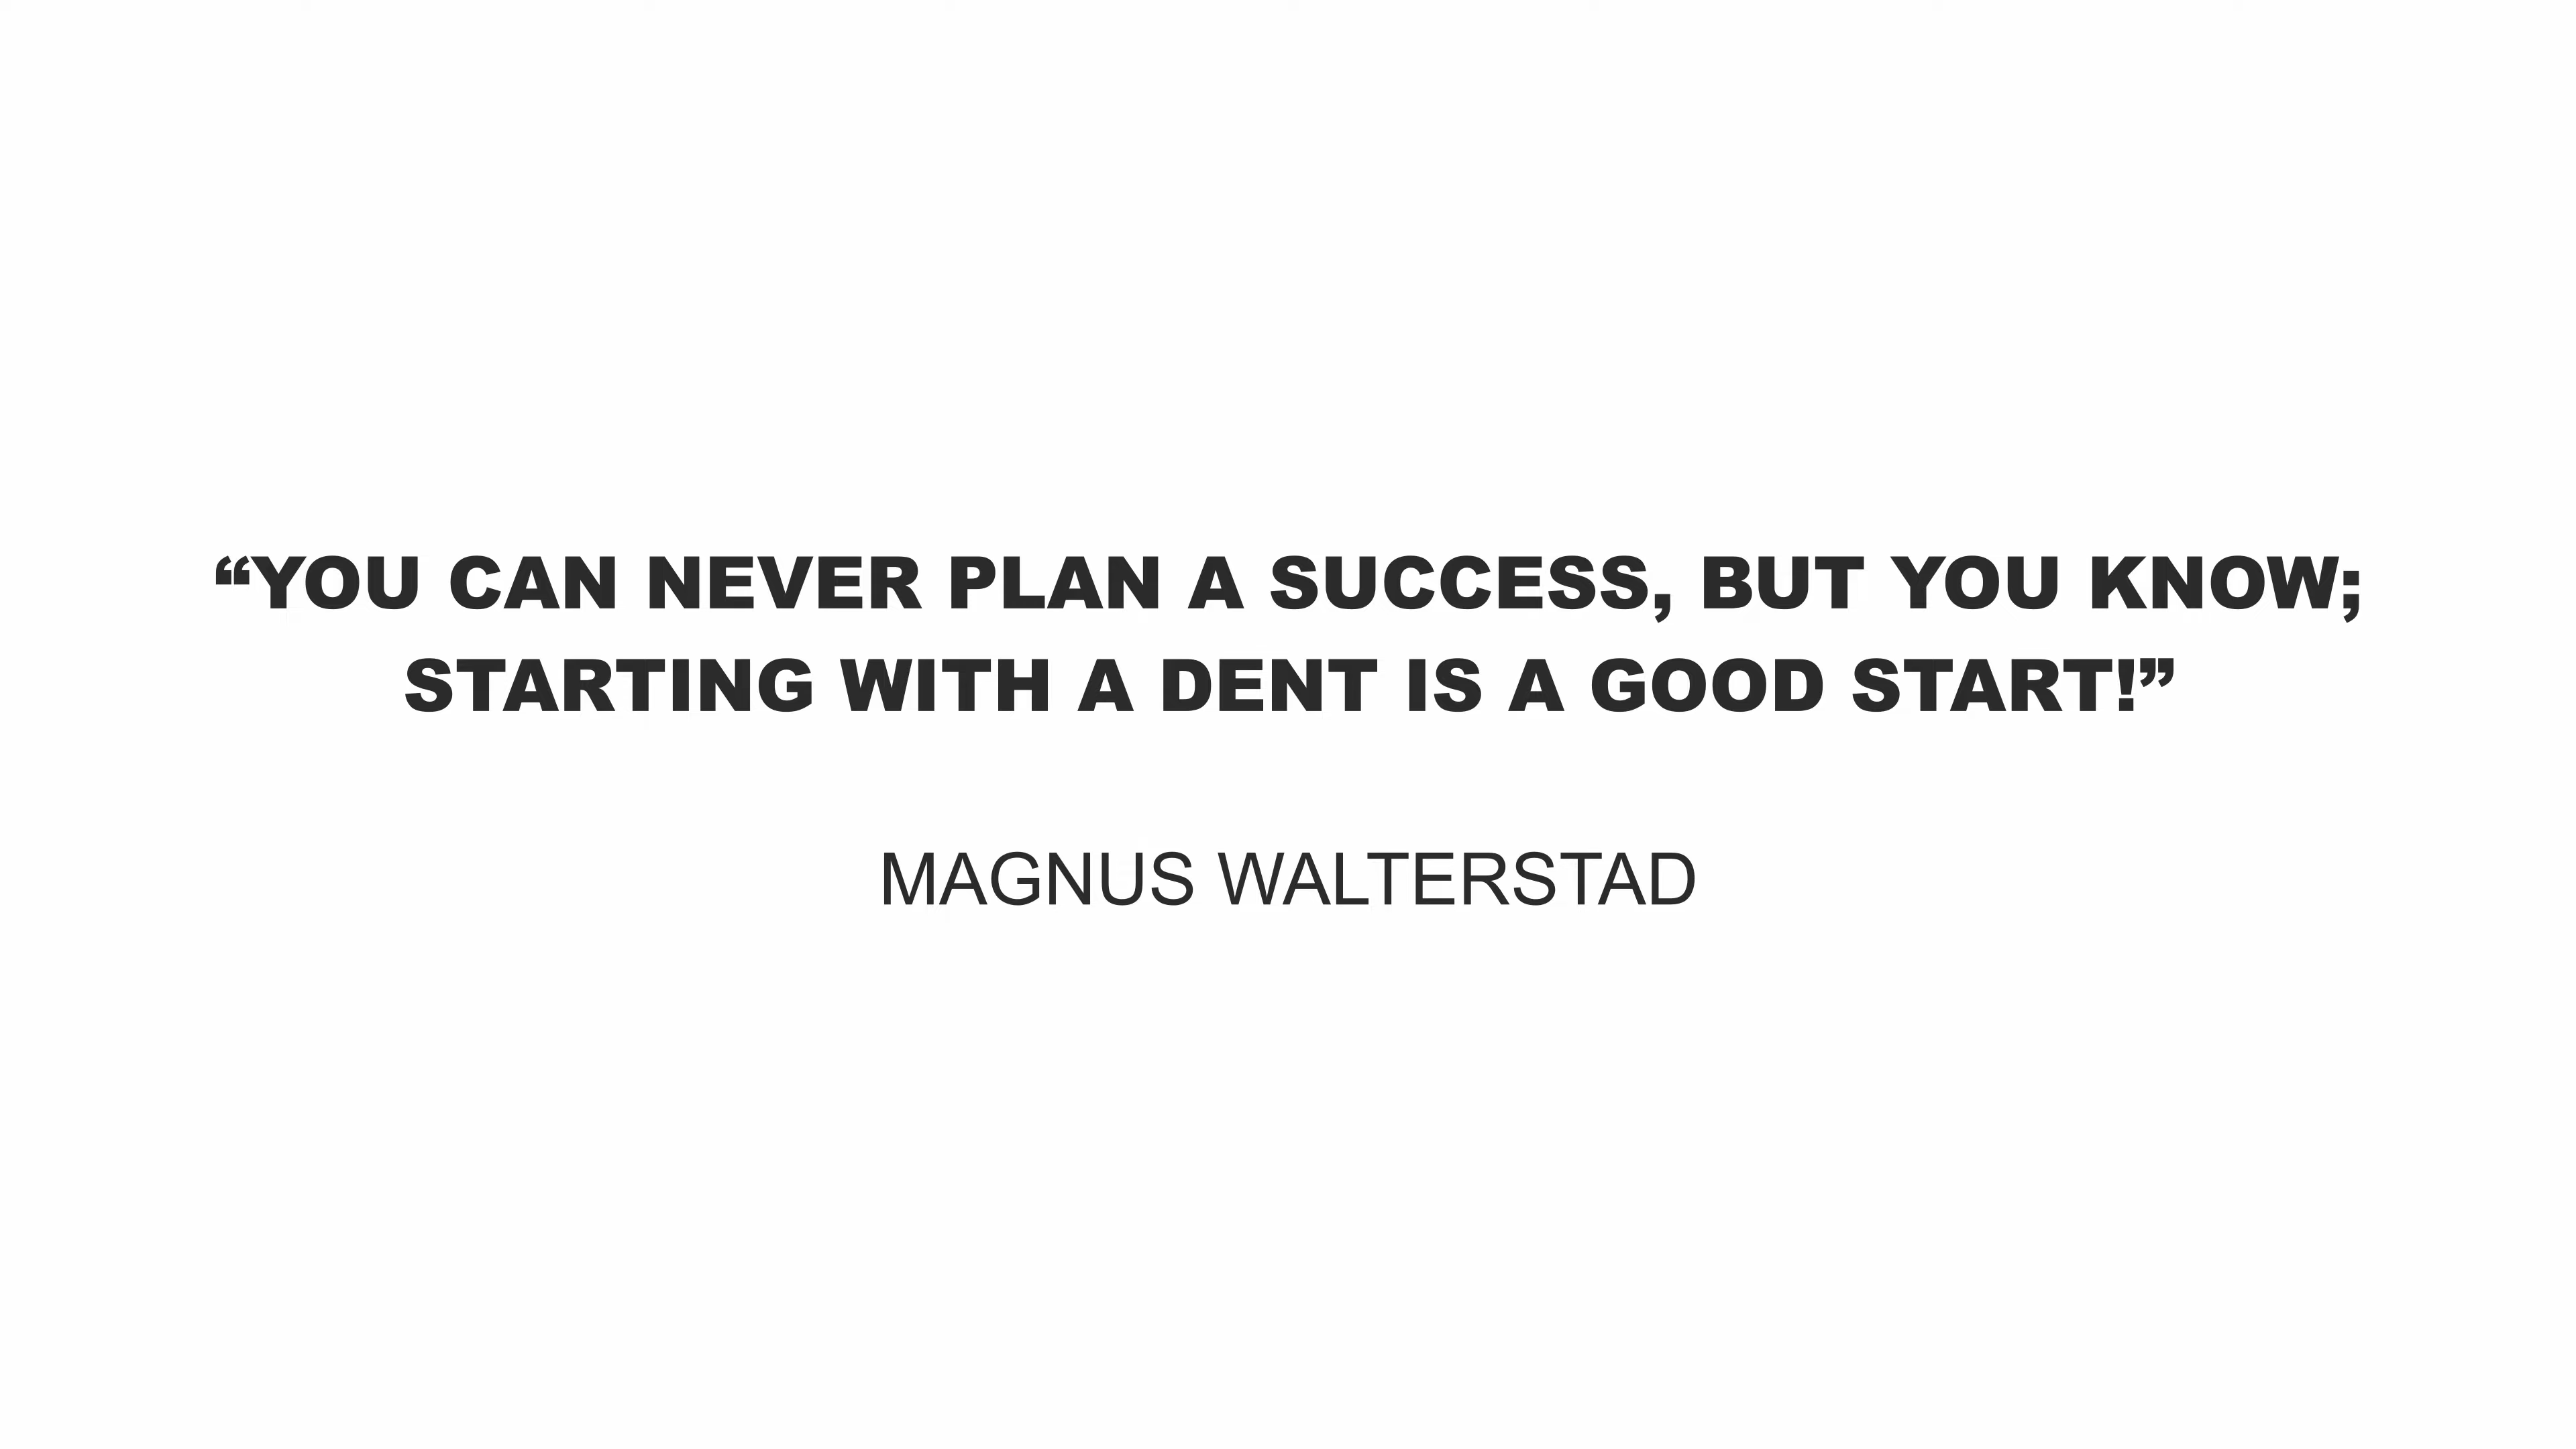 “YOU CAN NEVER PLAN A SUCCESS, BUT YOU KNOW;
STARTING WITH A DENT IS A GOOD START!”
MAGNUS WALTERSTAD